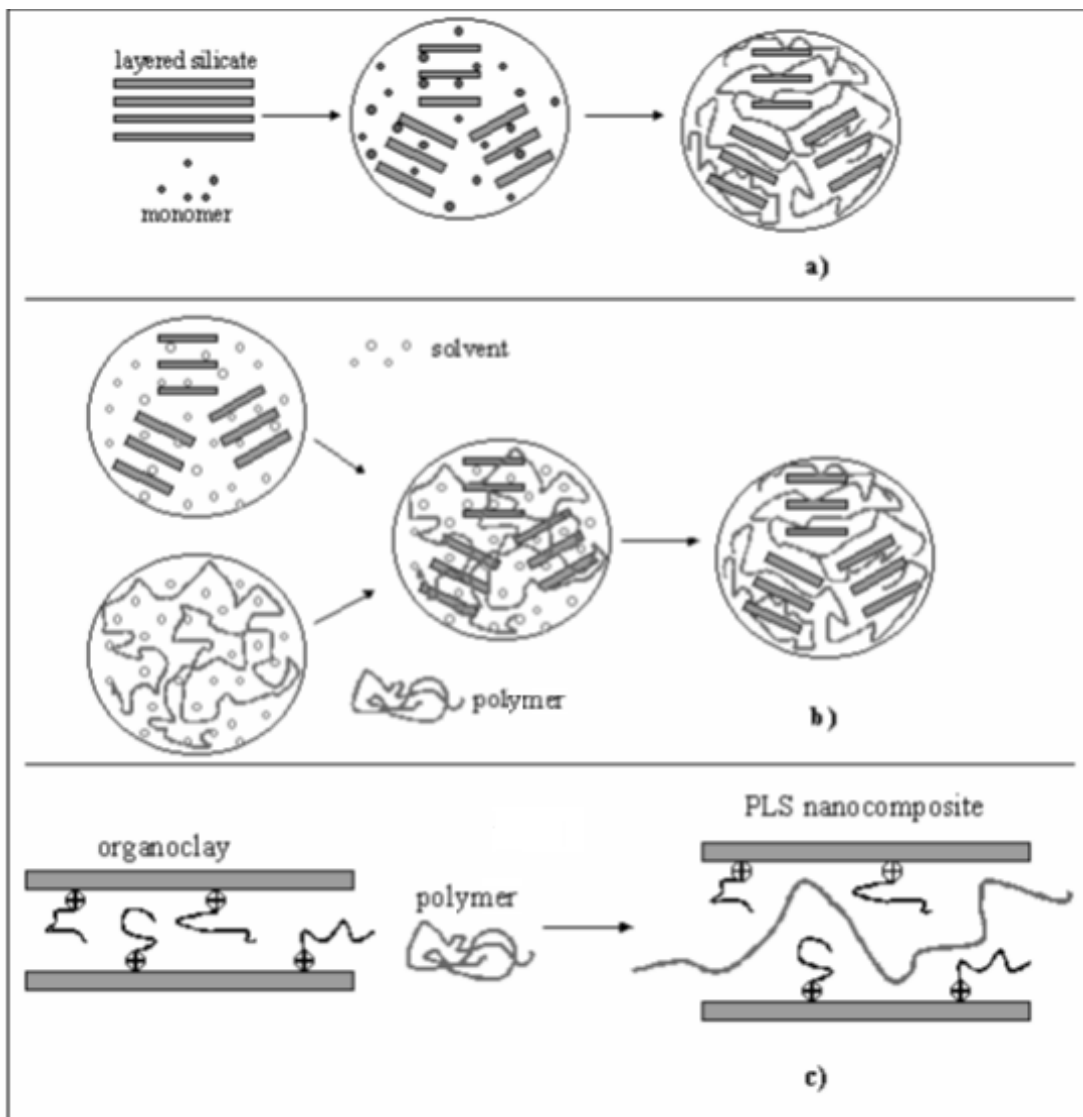 layered silicate
monomer
a)
solvent
polymer
b)
PLS nanocomposite
organoclay
polymer
c)